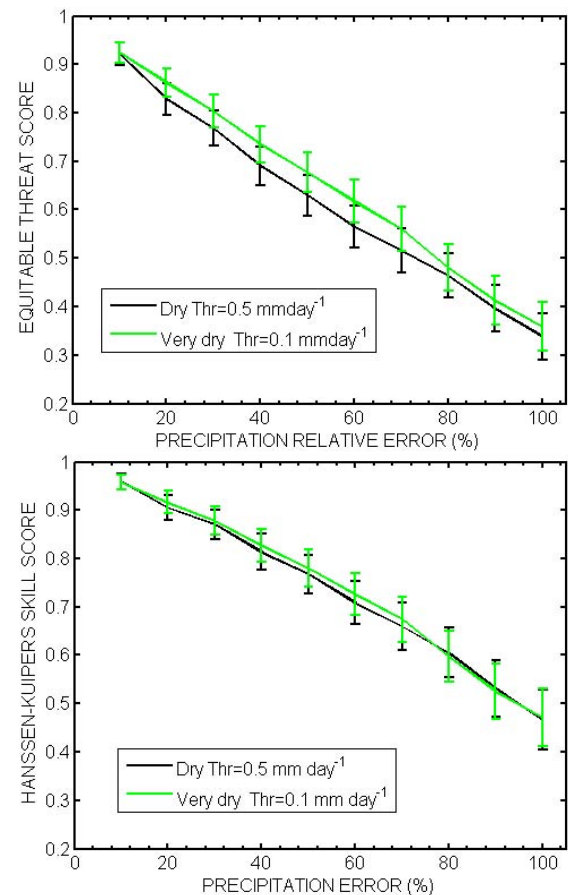 EQUITABLE THREAT SCORE
1
0.9
0.8
0.7
0.6
0.5
0.4
0.3
0.2
Dry Thr=0.5 mmday-1
Very dry Thr=0.1 mmday-1
0 20 40 60 80 100
PRECIPITATION RELATIVE ERROR (%)
HANSSEN-KUIPERS SKILL SCORE
1
0.9
0.8
0.7
0.6
0.5
0.4
0.3
0.2
Dry Thr=0.5 mm day-1
Very dry Thr=0.1 mm day-1
0 20 40 60 80 100
PRECIPITATION ERROR (%)